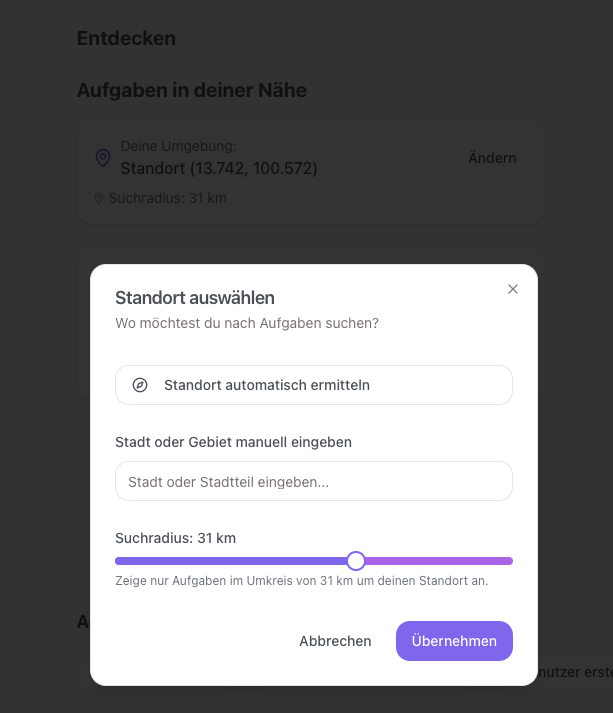 Entdecken
Aufgaben in deiner Nähe
Deine Umgebung:
Standort (13.742, 100.572)
Ändern
Suchradius: 31 km
Standort auswählen
Wo möchtest du nach Aufgaben suchen?
Standort automatisch ermitteln
Stadt oder Gebiet manuell eingeben
Stadt oder Stadtteil eingeben...
Suchradius: 31 km
Zeige nur Aufgaben im Umkreis von 31 km um deinen Standort an.
Abbrechen
Übernehmen